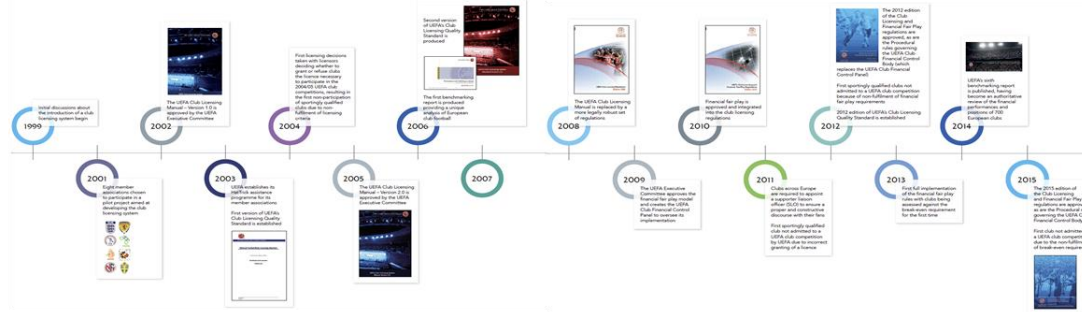 1999
Initial discussions about
the introduction of a club
licensing system begin
2001
Eight member
associations chosen
to participate in a
pilot project aimed at
developing the club
licensing system
2002
The UEFA Club Licensing
Manual – Version 1.0 is
approved by the UEFA
Executive Committee
2003
UEFA establishes its
assistance
programme for its
member associations
First version of UEFA's
Club Licensing Quality
Standard is established
2004
First licensing decisions
taken with licensors
deciding whether to
grant or refuse clubs
the licence necessary
to participate in the
2004/05 UEFA club
competitions, resulting in
the first non-participation
of sportingly qualified
clubs due to non-
fulfilment of licensing
criteria
2005
The UEFA Club Licensing
Manual – Version 2.0 is
approved by the UEFA
Executive Committee
2006
Second version
of UEFA's Club
Licensing Quality
Standard is
produced
The first benchmarking
report is produced
providing a unique
analysis of European
club football
2007
2008
The UEFA Club Licensing
Manual is replaced by a
more legally robust set
of regulations.
2009
The UEFA Executive
Committee approves the
financial fair play model
and creates the UEFA
Club Financial Control
Panel to oversee its
implementation
2010
Financial fair play is
approved and integrated
into the club licensing
regulations
2011
Clubs across Europe
are required to appoint
a supporter liaison
officer (SLO) to ensure a
proper and constructive
discourse with their fans
First sportingly qualified
club not admitted to a
UEFA club competition
by UEFA due to incorrect
granting of a licence
2012
The 2012 edition
of the Club
Licensing and
Financial Fair Play
regulations are
approved, as are
the Procedural
rules governing
the UEFA Club
Financial Control
Body (which
replaces the UEFA Club Financial
Control Panel)
First sportingly qualified clubs not
admitted to a UEFA club competition
because of non-fulfilment of financial
fair play requirements
2012 edition of UEFA's Club Licensing
Quality Standard is established
2013
First full implementation
of the financial fair play
rules with clubs being
assessed against the
break-even requirement
for the first time
2014
UEFA's sixth
benchmarking report
is published, having
become an authoritative
review of the financial
performances and
positions of 700
European clubs
2015
The 2015 edition of
the Club Licensing
and Financial Fair Play
regulations are approved
as are the Procedural
governing the UEFA C
Financial Control Body
First club not admitted
a UEFA club competiti
due to the non-fulfilm
of break-even require